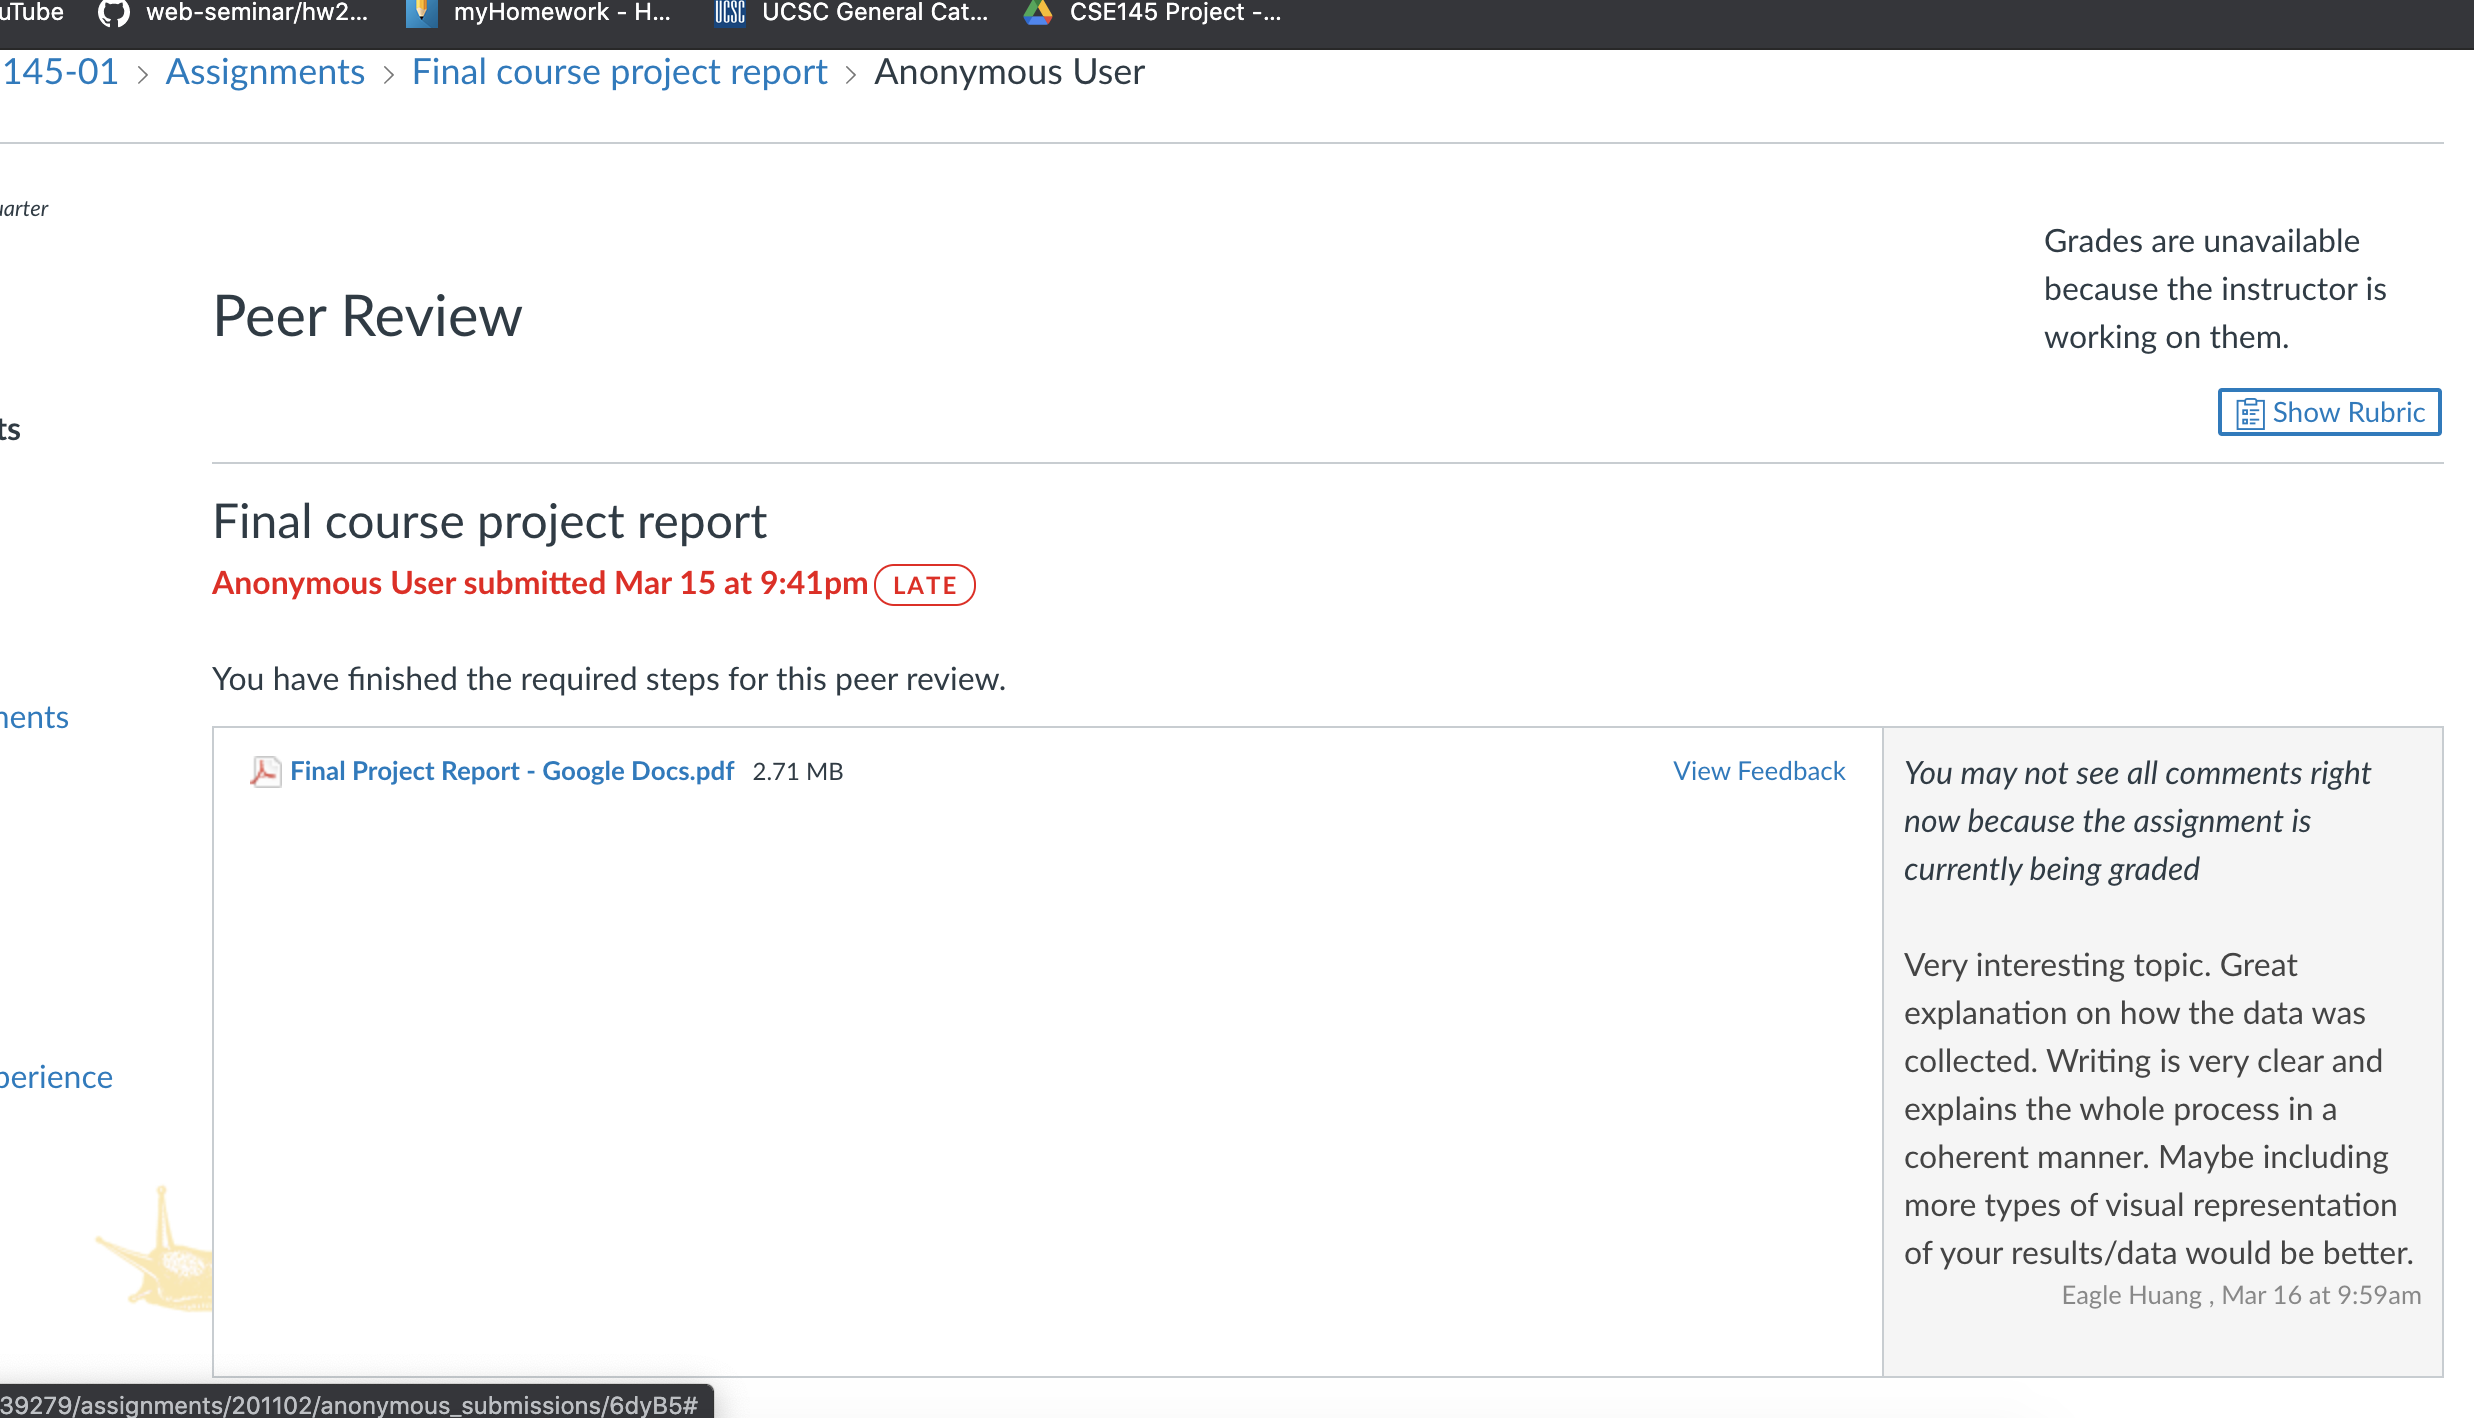 uTube web-seminar/hw2... myHomework - H... UCSC UCSC General Cat... CSE145 Project -...
145-01 > Assignments > Final course project report > Anonymous User
uarter
Grades are unavailable
because the instructor is
working on them.
Peer Review
Show Rubric
ts
Final course project report
Anonymous User submitted Mar 15 at 9:41pm LATE
You have finished the required steps for this peer review.
nents
Final Project Report - Google Docs.pdf 2.71 MB
View Feedback
You may not see all comments right
now because the assignment is
currently being graded
Very interesting topic. Great
explanation on how the data was
collected. Writing is very clear and
explains the whole process in a
coherent manner. Maybe including
more types of visual representation
of your results/data would be better.
Eagle Huang , Mar 16 at 9:59am
perience
39279/assignments/201102/anonymous_submissions/6dyB5#